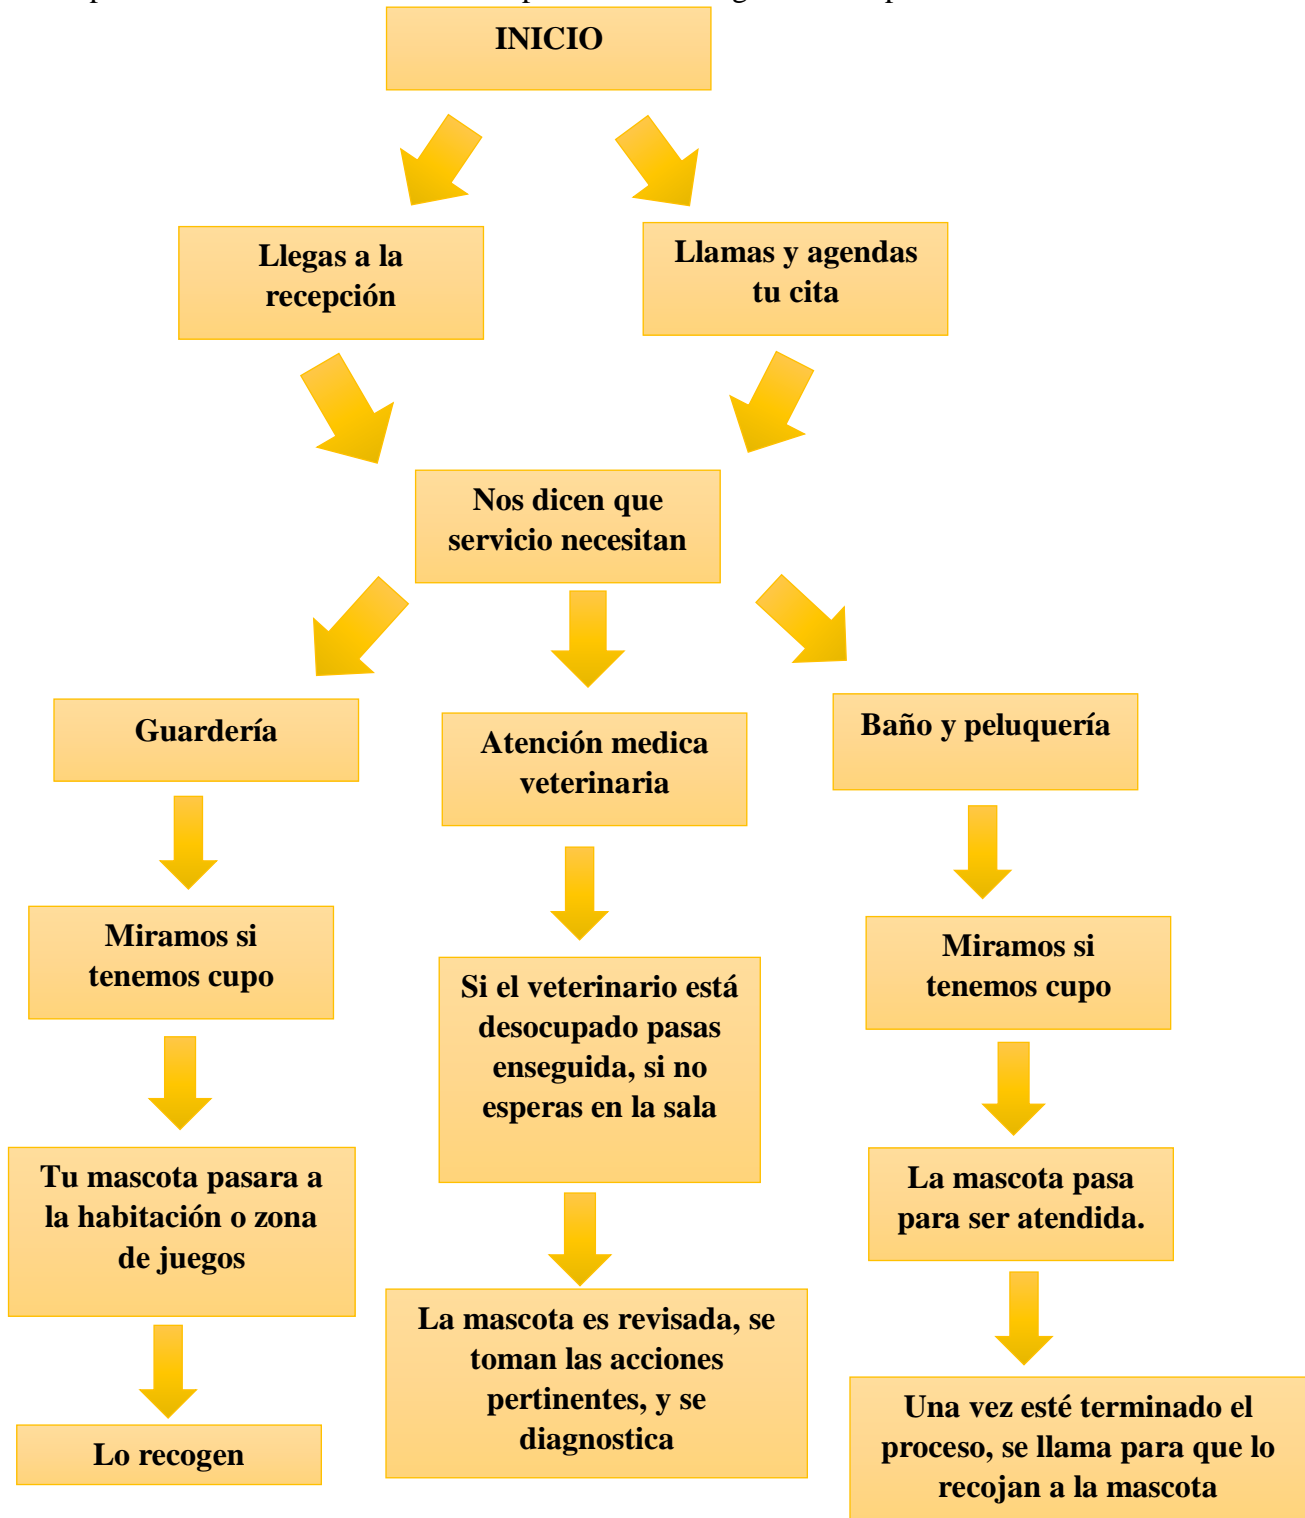 INICIO
Llegas a la
recepción
Llamas y agendas
tu cita
Nos dicen que
servicio necesitan
Guardería
Atención medica
veterinaria
Baño y peluquería
Miramos si
tenemos cupo
Si el veterinario está
desocupado pasas
enseguida, si no
esperas en la sala
Miramos si
tenemos cupo
Tu mascota pasara a
la habitación o zona
de juegos
La mascota pasa
para ser atendida.
La mascota es revisada, se
toman las acciones
pertinentes, y se
diagnostica
Lo recogen
Una vez esté terminado el
proceso, se llama para que lo
recojan a la mascota